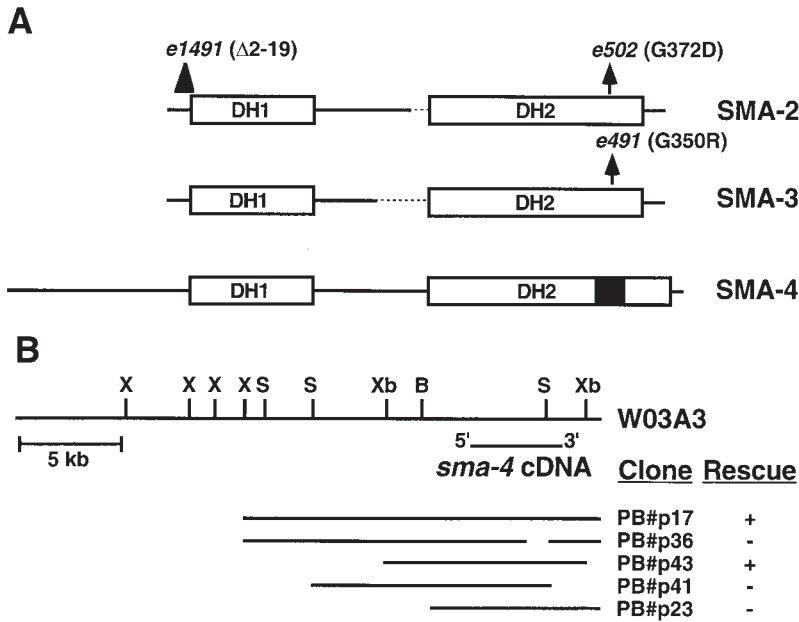 A
e1491 (Δ2-19)
e502 (G372D)
DH1
DH2
SMA-2
e491 (G350R)
DH1
DH2
SMA-3
DH1
DH2
SMA-4
B
X X X X S S Xb B S Xb
W03A3
5 kb
5' 3'
sma-4 cDNA
Clone Rescue
PB#p17 +
PB#p36 -
PB#p43 +
PB#p41 -
PB#p23 -